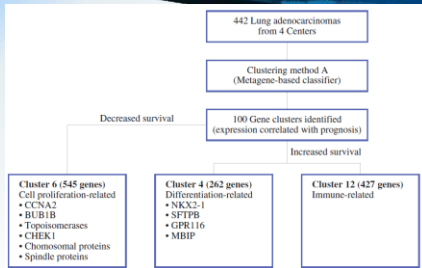 442 Lung adenocarcinomas
from 4 Centers
Clustering method A
(Metagene-based classifier)
100 Gene clusters identified
(expression correlated with prognosis)
Decreased survival
Increased survival
Cluster 6 (545 genes)
Cell proliferation-related
• CCNA2
• BUB1B
• Topoisomerases
• CHEK1
• Chomosomal proteins
• Spindle proteins
Cluster 4 (262 genes)
Differentiation-related
• NKX2-1
• SFTPB
• GPR116
• MBIP
Cluster 12 (427 genes)
Immune-related